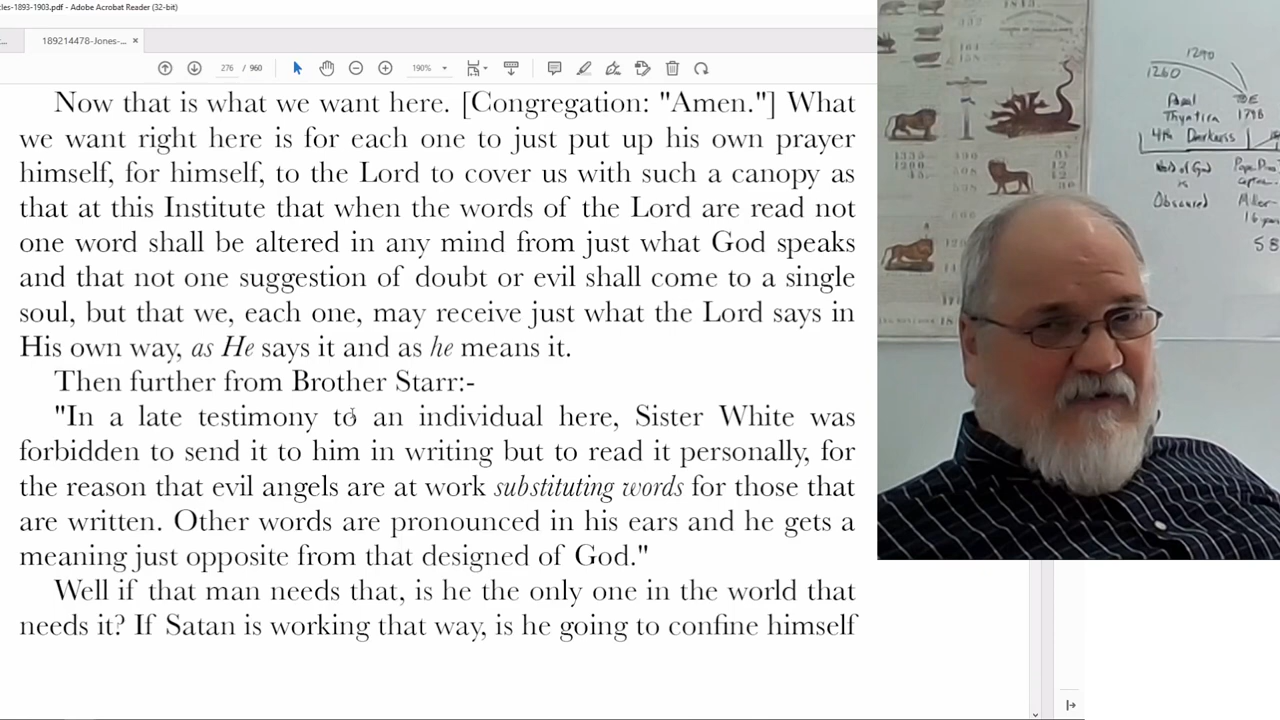 cles-1893-1903.pdf - Adobe Acrobat Reader (32-bit)
189214478-Jones-... ×
276 / 960
190%
Now that is what we want here. [Congregation: "Amen."] What
we want right here is for each one to just put up his own prayer
himself, for himself, to the Lord to cover us with such a canopy as
that at this Institute that when the words of the Lord are read not
one word shall be altered in any mind from just what God speaks
and that not one suggestion of doubt or evil shall come to a single
soul, but that we, each one, may receive just what the Lord says in
His own way, as He says it and as he means it.
Then further from Brother Starr:-
"In a late testimony to an individual here, Sister White was
forbidden to send it to him in writing but to read it personally, for
the reason that evil angels are at work substituting words for those that
are written. Other words are pronounced in his ears and he gets a
meaning just opposite from that designed of God."
Well if that man needs that, is he the only one in the world that
needs it? If Satan is working that way, is he going to confine himself
1843
1290
1260
Papal
Thyatira
TOE
1798
4th Darkness
Word of God
is
Obscured
Miller
16 years
58